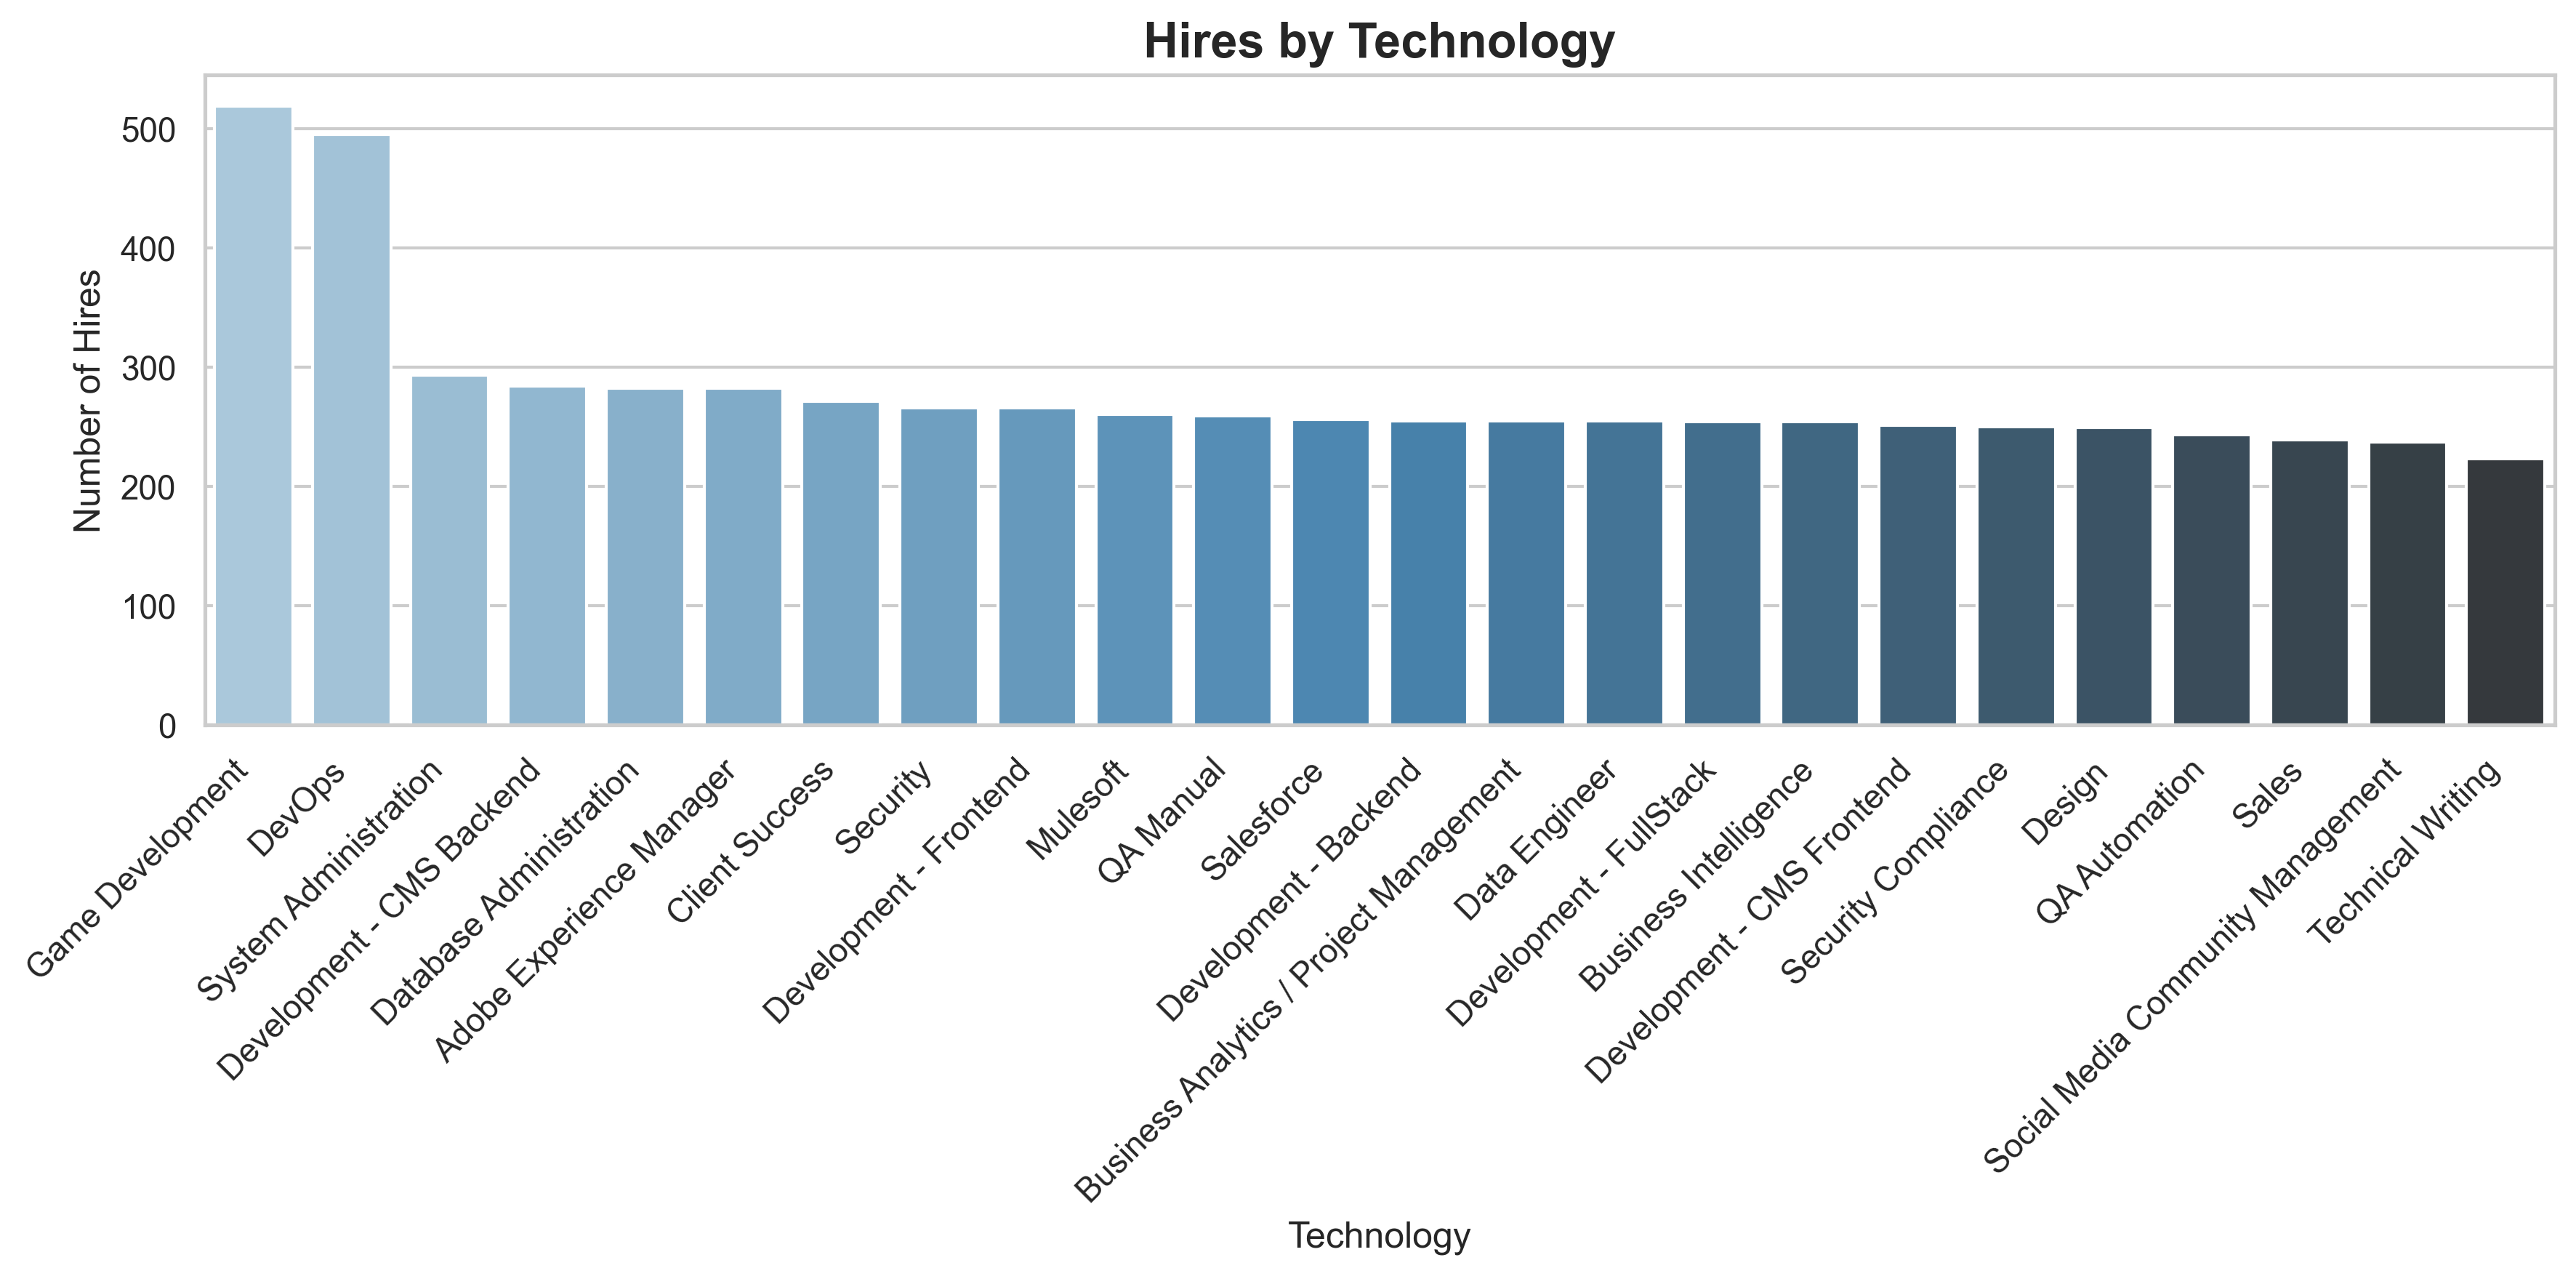 Hires by Technology
Number of Hires
500
400
300
200
100
0
Game Development
DevOps
System Administration
Development - CMS Backend
Database Administration
Adobe Experience Manager
Client Success
Security
Development - Frontend
Mulesoft
QA Manual
Salesforce
Development - Backend
Business Analytics / Project Management
Data Engineer
Development - FullStack
Business Intelligence
Development - CMS Frontend
Security Compliance
Design
QA Automation
Sales
Social Media Community Management
Technical Writing
Technology